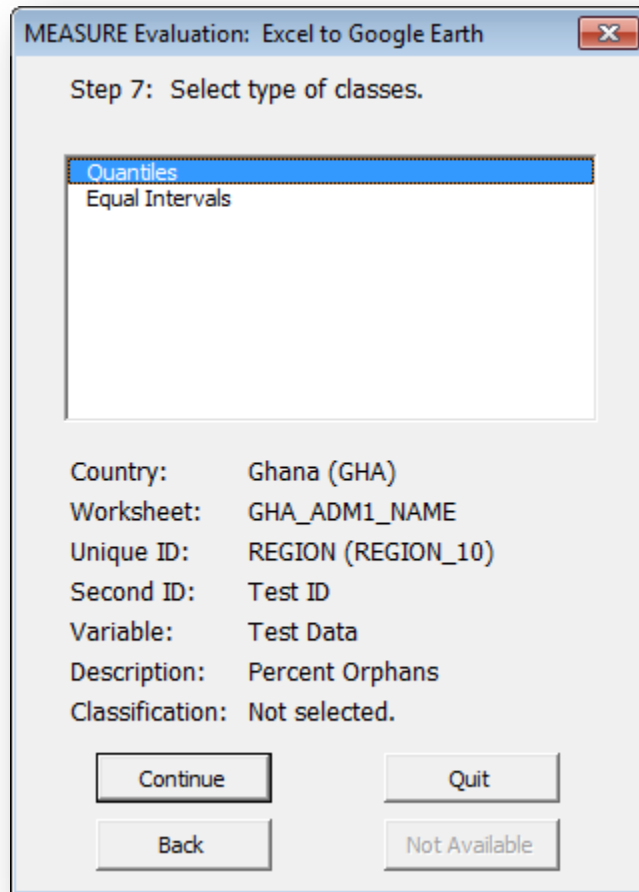 MEASURE Evaluation: Excel to Google Earth
Step 7: Select type of classes.
Quantiles
Equal Intervals
Country: Ghana (GHA)
Worksheet: GHA_ADM1_NAME
Unique ID: REGION (REGION_10)
Second ID: Test ID
Variable: Test Data
Description: Percent Orphans
Classification: Not selected.
Continue Quit
Back Not Available